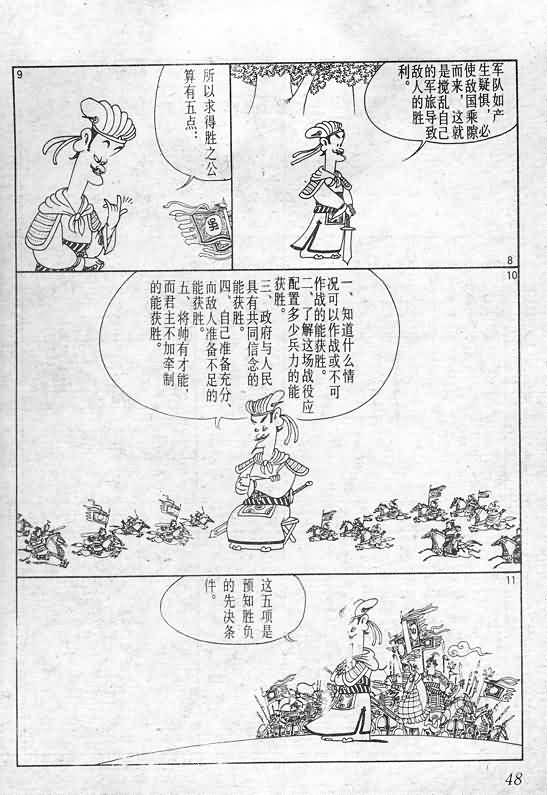 8
军队如产
生疑惧，必
使敌国乘隙
而来，这就
是搅乱自己
的军旅导致
敌人的胜
利。
9
所以求得胜之公
算有五点：
10
一、知道什么情
况可以作战或不可
作战的能获胜。
二、了解这场战役应
配置多少兵力的能
获胜。
三、政府与人民
具有共同信念的
能获胜。
四、自己准备充分、
而敌人准备不足的
能获胜。
五、将帅有才能，
而君主不加牵制
的能获胜。
11
这五项是
预知胜负
的先决条
件。
48